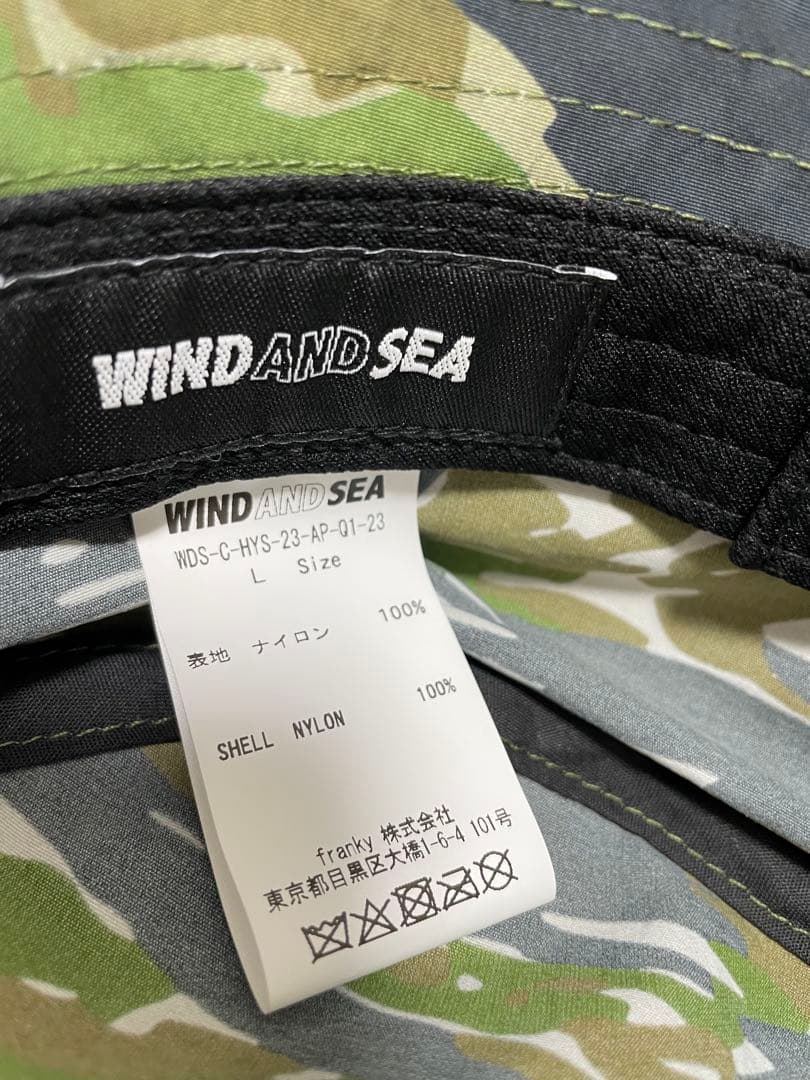 WIND AND SEA
WIND AND SEA
WDS-C-HYS-23-AP-Q1-23
L Size
表地 ナイロン 100%
SHELL NYLON 100%
franky 株式会社
東京都目黒区大橋1-6-4 101号